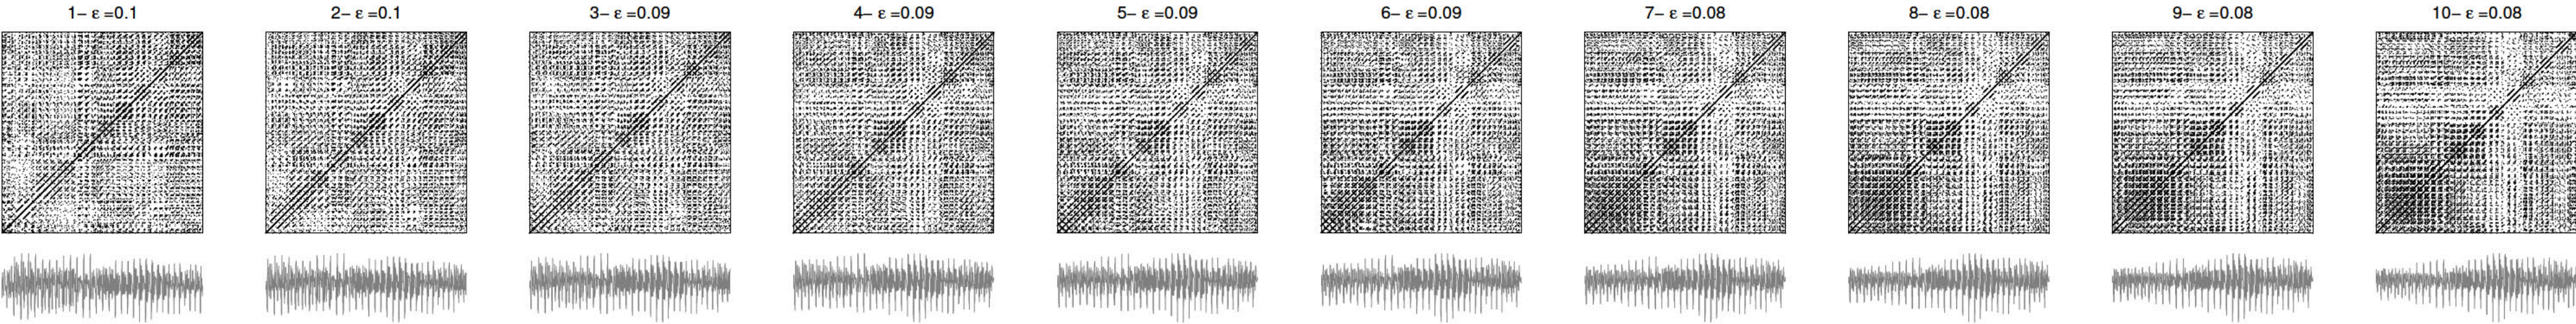 1– ε =0.1
2– ε =0.1
3– ε =0.09
4– ε =0.09
5– ε =0.09
6– ε =0.09
7– ε =0.08
8– ε =0.08
9– ε =0.08
10– ε =0.08